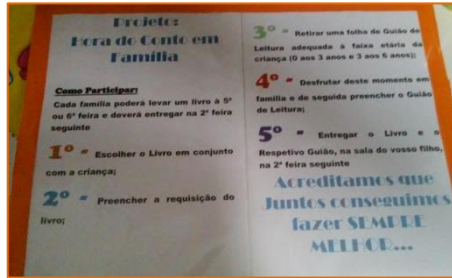 Projeto:
Hora do Conto em
Família
Como Participar:
Cada família poderá levar um livro à 5ª
ou 6ª feira e deverá entregar na 2ª feira
seguinte
1º - Escolher o Livro em conjunto
com a criança;
2º - Preencher a requisição do
livro;
3º - Retirar uma folha de Guião de
Leitura adequada à faixa etária da
criança (0 aos 3 anos e 3 aos 6 anos);
4º - Desfrutar deste momento em
família e de seguida preencher o Guião
de Leitura;
5º - Entregar o Livro e o
Respetivo Guião, na sala do vosso filho,
na 2ª feira seguinte
Acreditamos que
Juntos conseguimos
fazer SEMPRE
MELHOR...